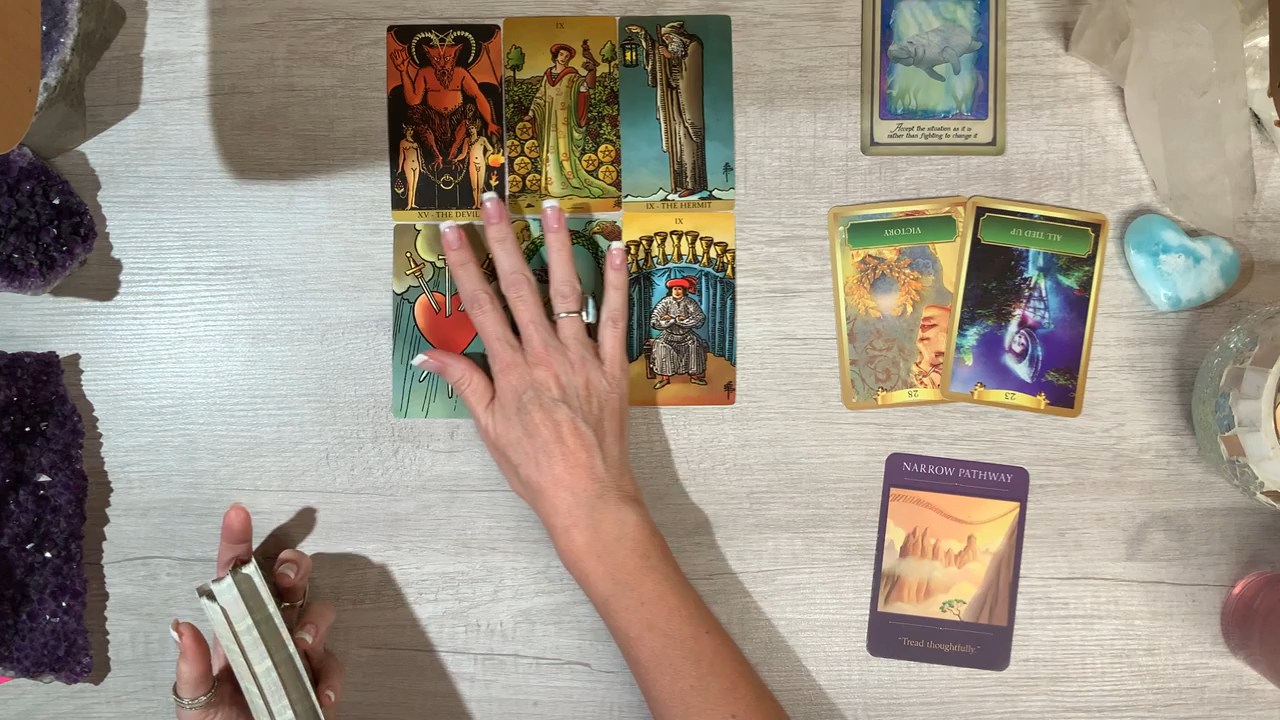 IX
XV - THE DEVIL
IX - THE HERMIT
IX
Accept the situation as it is
rather than fighting to change it
VICTORY
ALL TIED UP
28
23
NARROW PATHWAY
"Tread thoughtfully."